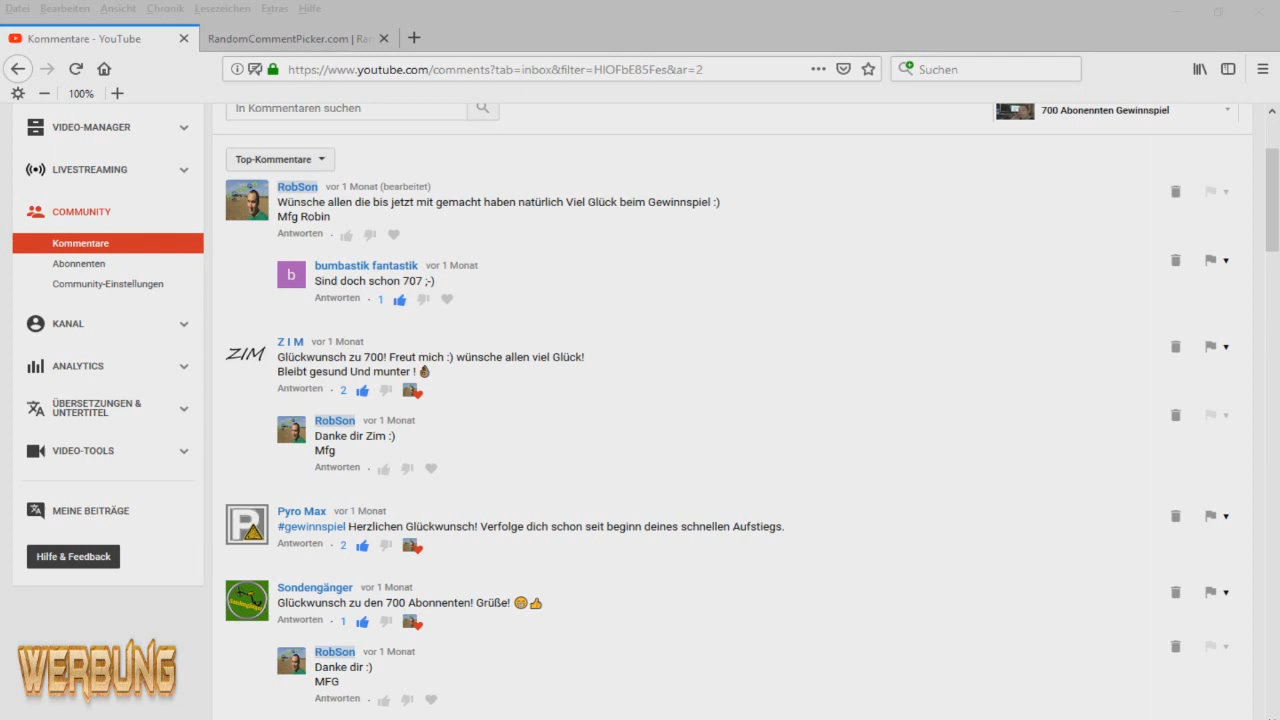 Datei Bearbeiten Ansicht Chronik Lesezeichen Extras Hilfe
Kommentare - YouTube
RandomCommentPicker.com | Ran
https://www.youtube.com/comments?tab=inbox&filter=HlOFbE85Fes&ar=2
Suchen
100%
In Kommentaren suchen
700 Abonennten Gewinnspiel
VIDEO-MANAGER
LIVESTREAMING
COMMUNITY
Kommentare
Abonnenten
Community-Einstellungen
KANAL
ANALYTICS
ÜBERSETZUNGEN &
UNTERTITEL
VIDEO-TOOLS
MEINE BEITRÄGE
Hilfe & Feedback
WERBUNG
Top-Kommentare
RobSon vor 1 Monat (bearbeitet)
Wünsche allen die bis jetzt mit gemacht haben natürlich Viel Glück beim Gewinnspiel :)
Mfg Robin
Antworten
b
bumbastik fantastik vor 1 Monat
Sind doch schon 707 ;-)
Antworten 1
ZIM
Z I M vor 1 Monat
Glückwunsch zu 700! Freut mich :) wünsche allen viel Glück!
Bleibt gesund Und munter !
Antworten 2
RobSon vor 1 Monat
Danke dir Zim :)
Mfg
Antworten
Pyro Max vor 1 Monat
#gewinnspiel Herzlichen Glückwunsch! Verfolge dich schon seit beginn deines schnellen Aufstiegs.
Antworten 2
Sondengänger vor 1 Monat
Glückwunsch zu den 700 Abonnenten! Grüße!
Antworten 1
RobSon vor 1 Monat
Danke dir :)
MFG
Antworten